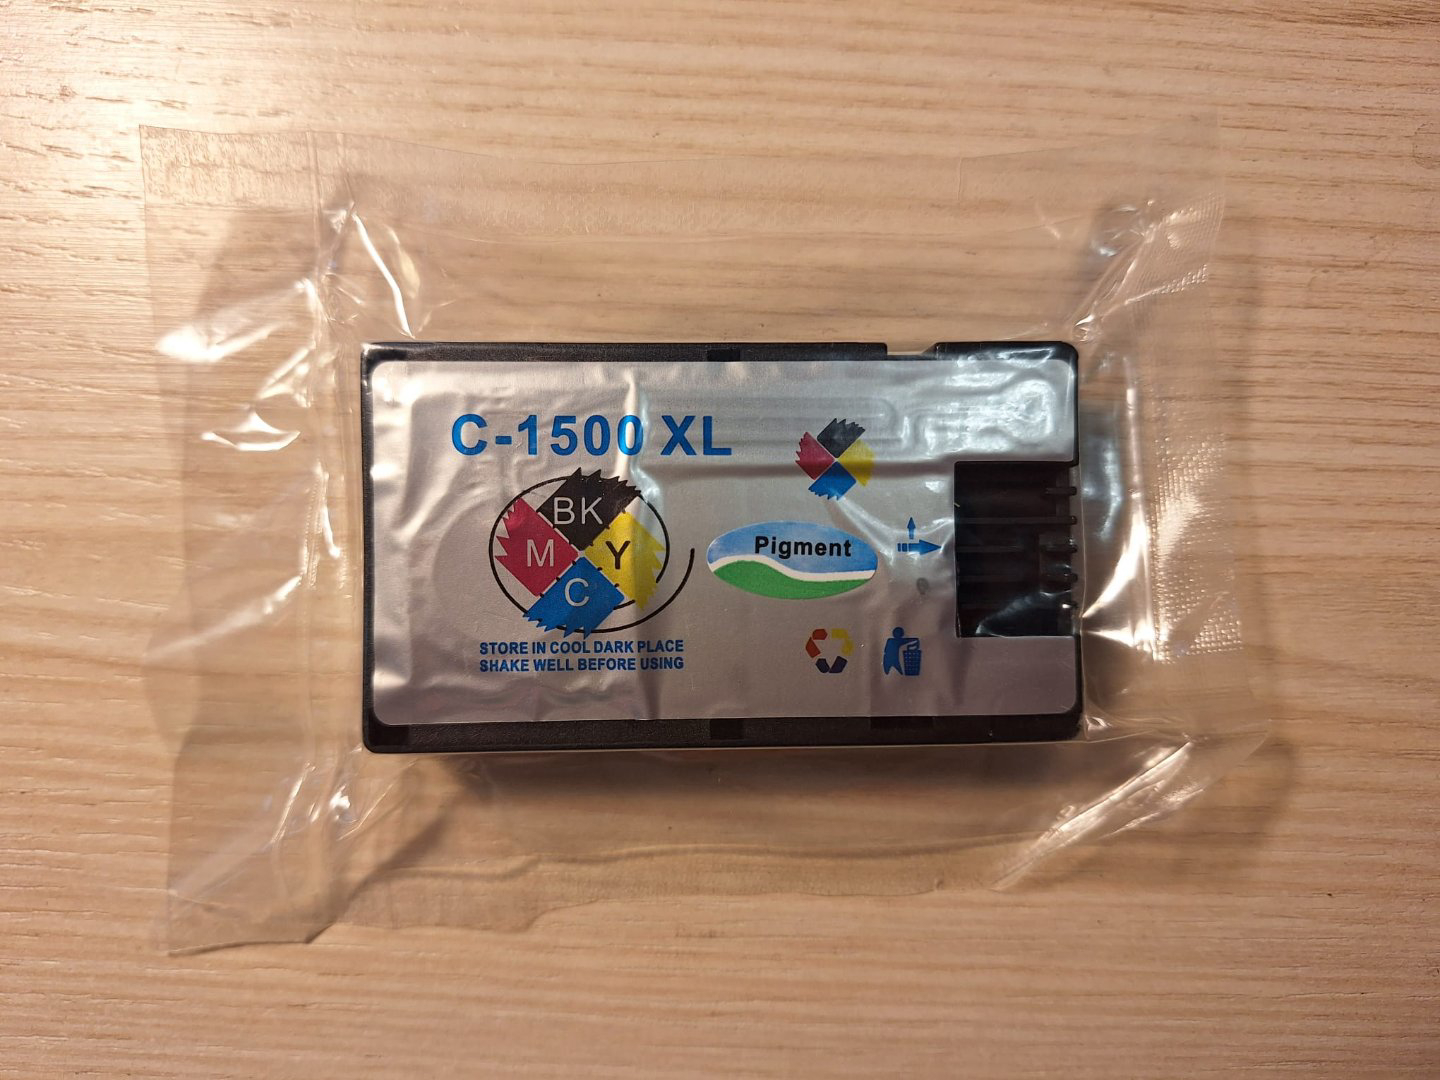 C-1500 XL
BK
M
Y
C
Pigment
STORE IN COOL DARK PLACE
SHAKE WELL BEFORE USING